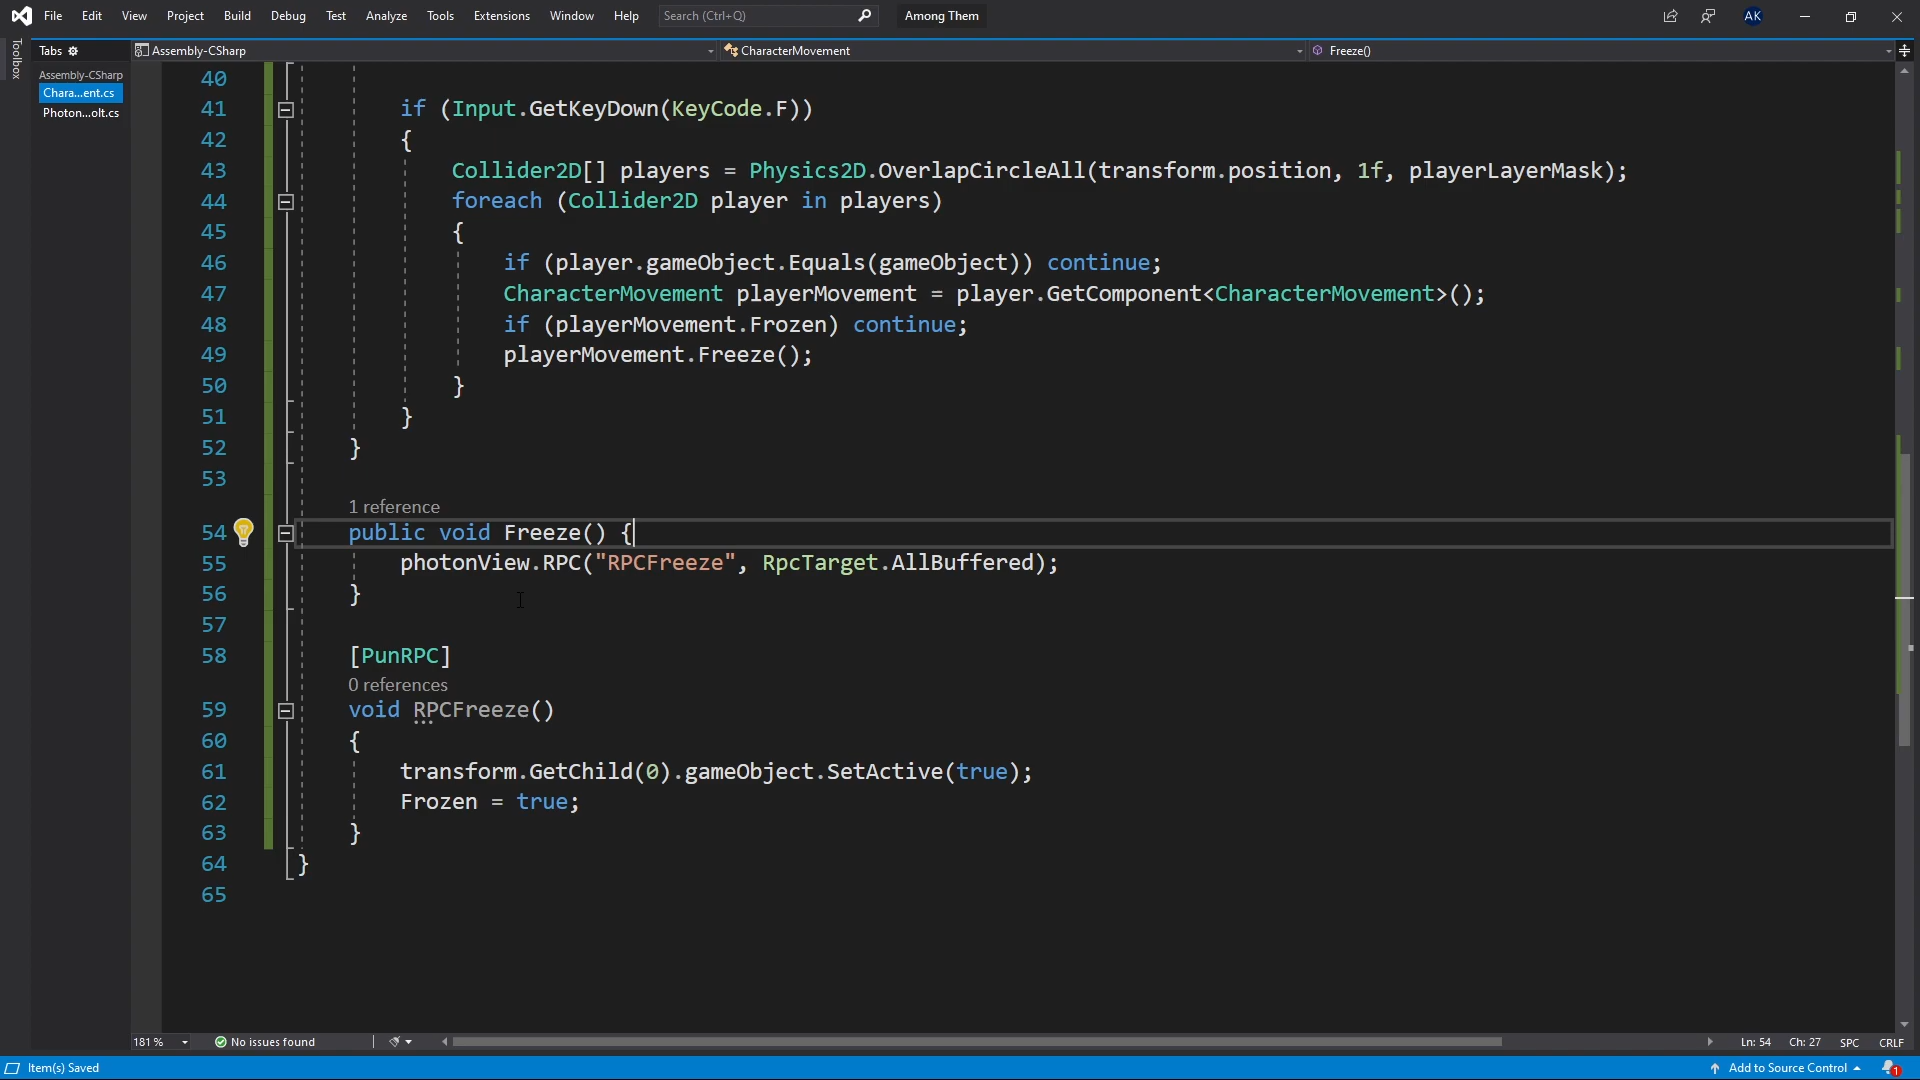 File Edit View Project Build Debug Test Analyze Tools Extensions Window Help Search (Ctrl+Q) Among Them AK
Toolbox
Tabs
Assembly-CSharp CharacterMovement Freeze()
Assembly-CSharp
Chara...ent.cs
Photon...olt.cs
40
41 if (Input.GetKeyDown(KeyCode.F))
42 {
43 Collider2D[] players = Physics2D.OverlapCircleAll(transform.position, 1f, playerLayerMask);
44 foreach (Collider2D player in players)
45 {
46 if (player.gameObject.Equals(gameObject)) continue;
47 CharacterMovement playerMovement = player.GetComponent<CharacterMovement>();
48 if (playerMovement.Frozen) continue;
49 playerMovement.Freeze();
50 }
51 }
52 }
53
1 reference
54 public void Freeze() {
55 photonView.RPC("RPCFreeze", RpcTarget.AllBuffered);
56 }
57
58 [PunRPC]
0 references
59 void RPCFreeze()
60 {
61 transform.GetChild(0).gameObject.SetActive(true);
62 Frozen = true;
63 }
64 }
65
181 % No issues found Ln: 54 Ch: 27 SPC CRLF
Item(s) Saved Add to Source Control 1